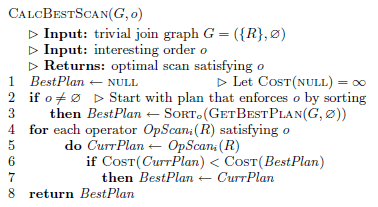 CALCBESTSCAN(G, o)
▷ Input: trivial join graph G = ({R}, ∅)
▷ Input: interesting order o
▷ Returns: optimal scan satisfying o
1 BestPlan ← NULL ▷ Let COST(NULL) = ∞
2 if o ≠ ∅ ▷ Start with plan that enforces o by sorting
3 then BestPlan ← SORTₒ(GETBESTPLAN(G, ∅))
4 for each operator OpScanᵢ(R) satisfying o
5 do CurrPlan ← OpScanᵢ(R)
6 if COST(CurrPlan) < COST(BestPlan)
7 then BestPlan ← CurrPlan
8 return BestPlan